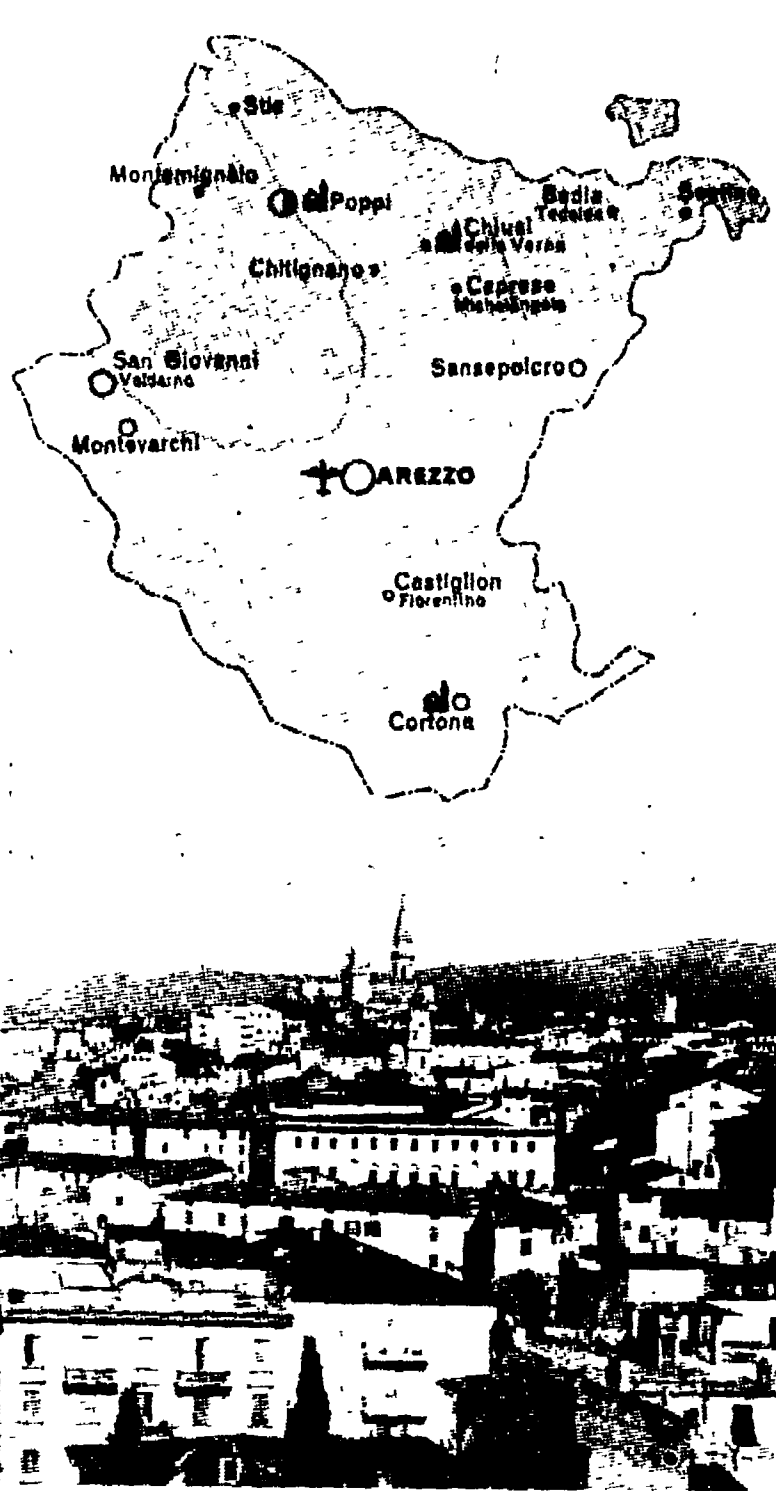 Stia
Montemignaio
Poppi
Badia
Tedalda
Sestino
Chiusi
della Verna
Chitignano
Caprese
Michelangelo
San Giovanni
Valdarno
Sansepolcro
Montevarchi
AREZZO
Castiglion
Fiorentino
Cortona